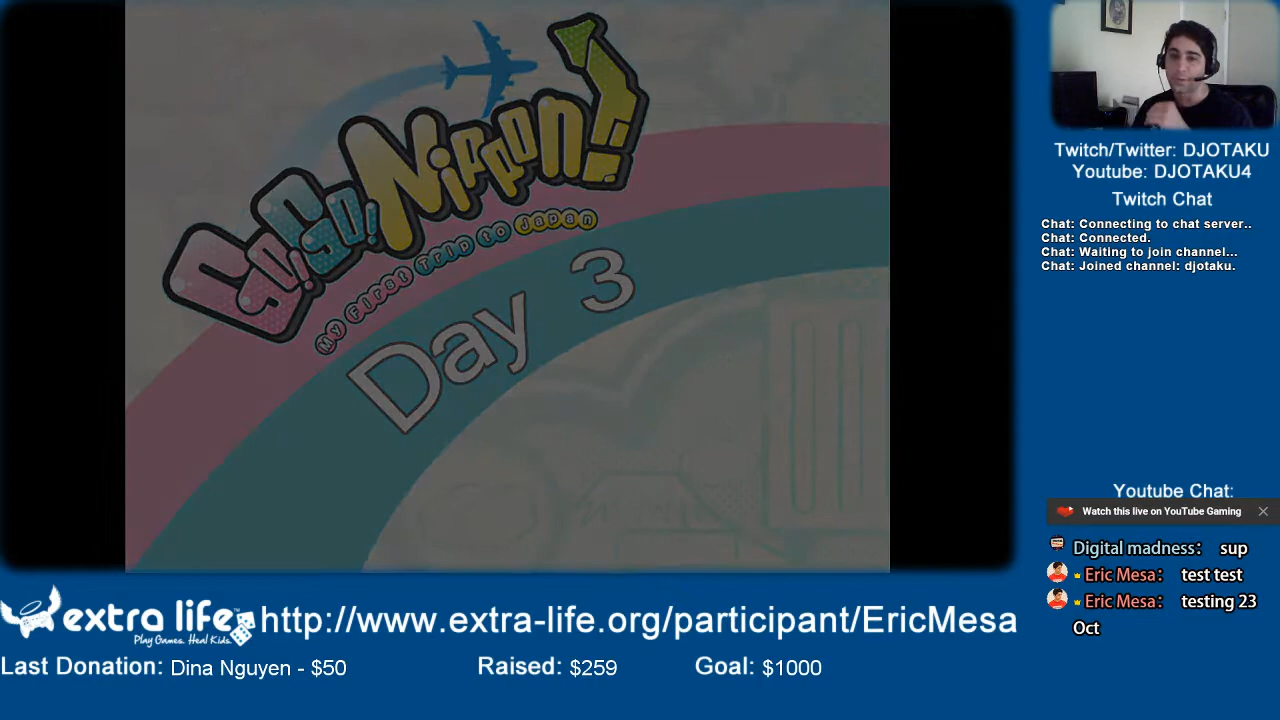 Go! Go! Nippon!
My First Trip to Japan
Day 3
Twitch/Twitter: DJOTAKU
Youtube: DJOTAKU4
Twitch Chat
Chat: Connecting to chat server..
Chat: Connected.
Chat: Waiting to join channel...
Chat: Joined channel: djotaku.
Youtube Chat:
Watch this live on YouTube Gaming
Digital madness: sup
Eric Mesa: test test
Eric Mesa: testing 23
Oct
extra life™ http://www.extra-life.org/participant/EricMesa
Play Games. Heal Kids.
Last Donation: Dina Nguyen - $50 Raised: $259 Goal: $1000